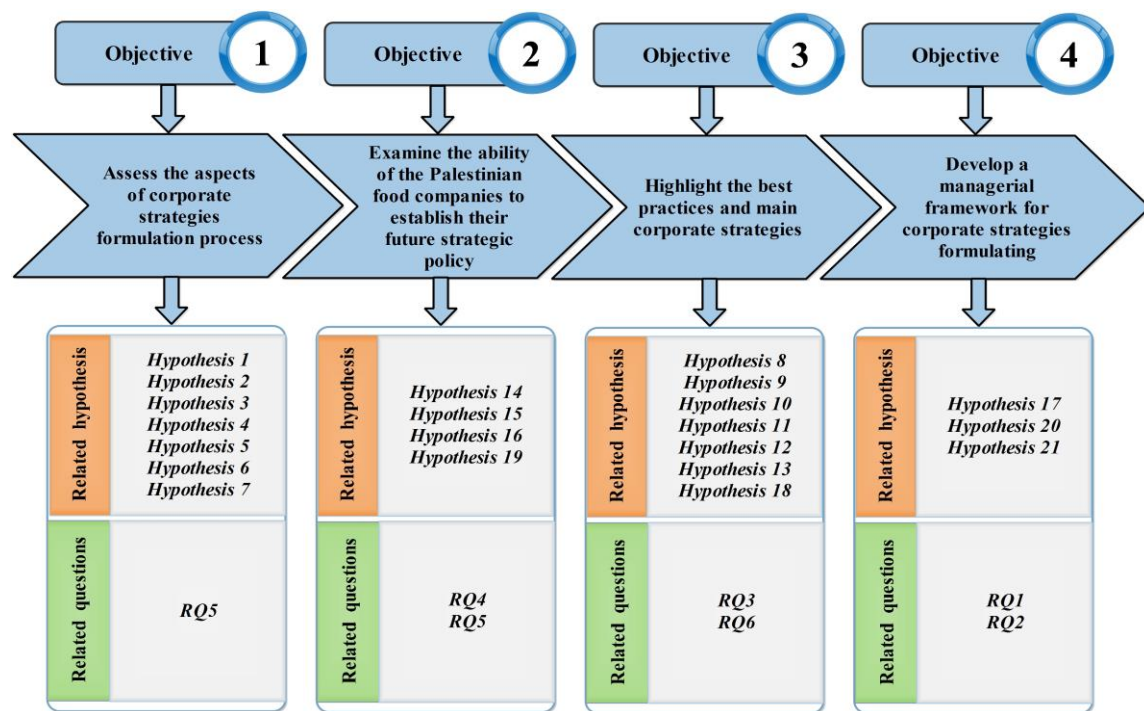 Objective 1
Objective 2
Objective 3
Objective 4
Assess the aspects
of corporate
strategies
formulation process
Examine the ability
of the Palestinian
food companies to
establish their
future strategic
policy
Highlight the best
practices and main
corporate strategies
Develop a
managerial
framework for
corporate strategies
formulating
Related hypothesis
Hypothesis 1
Hypothesis 2
Hypothesis 3
Hypothesis 4
Hypothesis 5
Hypothesis 6
Hypothesis 7
Related questions
RQ5
Related hypothesis
Hypothesis 14
Hypothesis 15
Hypothesis 16
Hypothesis 19
Related questions
RQ4
RQ5
Related hypothesis
Hypothesis 8
Hypothesis 9
Hypothesis 10
Hypothesis 11
Hypothesis 12
Hypothesis 13
Hypothesis 18
Related questions
RQ3
RQ6
Related hypothesis
Hypothesis 17
Hypothesis 20
Hypothesis 21
Related questions
RQ1
RQ2